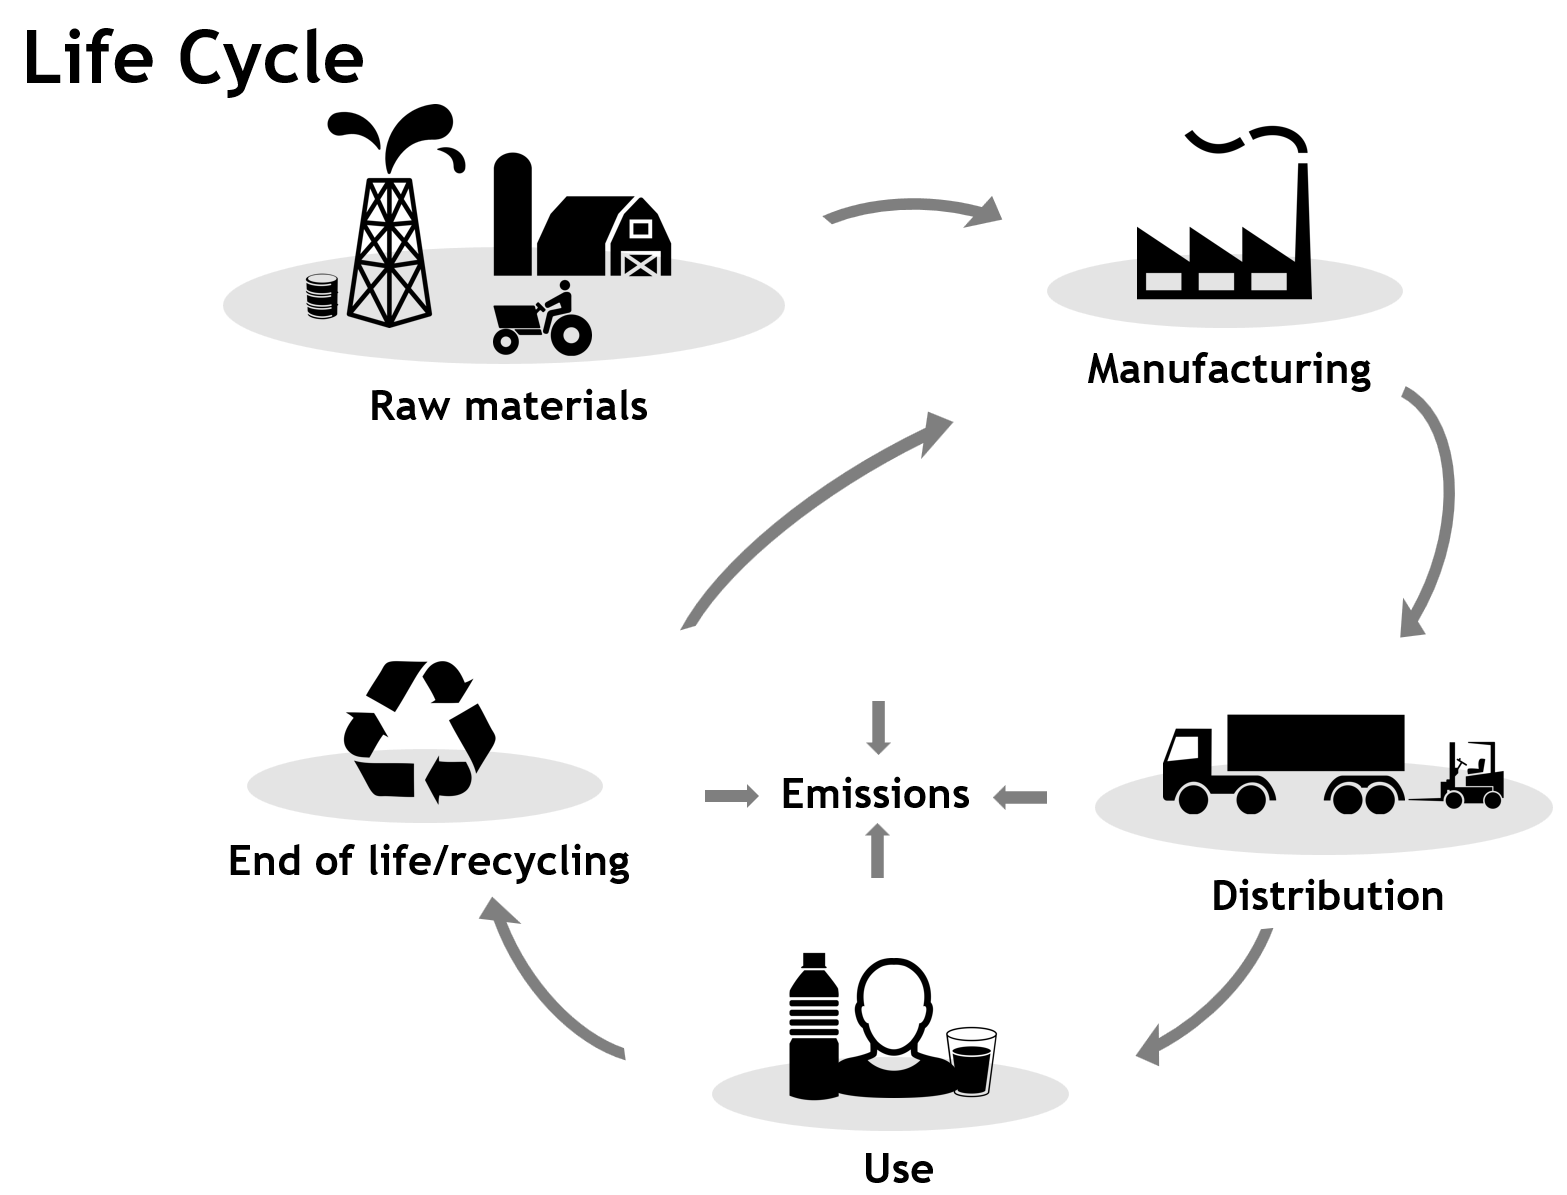 Life Cycle
Raw materials
Manufacturing
Emissions
End of life/recycling
Distribution
Use